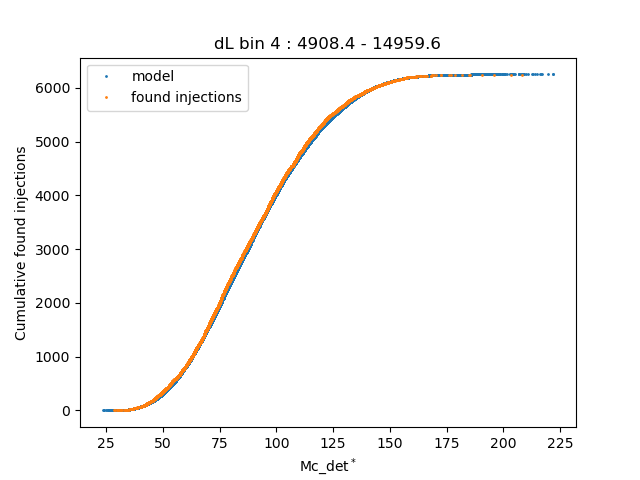 dL bin 4 : 4908.4 - 14959.6
model
found injections
Cumulative found injections
6000
5000
4000
3000
2000
1000
0
25 50 75 100 125 150 175 200 225
Mc_det*